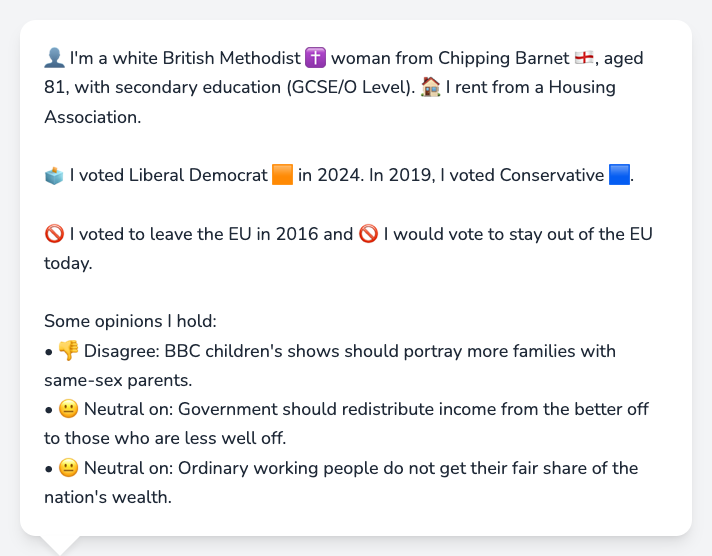 👤 I'm a white British Methodist ✝️ woman from Chipping Barnet 🏴󠁧󠁢󠁥󠁮󠁧󠁿, aged
81, with secondary education (GCSE/O Level). 🏠 I rent from a Housing
Association.
🗳️ I voted Liberal Democrat 🟧 in 2024. In 2019, I voted Conservative 🟦.
🚫 I voted to leave the EU in 2016 and 🚫 I would vote to stay out of the EU
today.
Some opinions I hold:
• 👎 Disagree: BBC children's shows should portray more families with
same-sex parents.
• 😐 Neutral on: Government should redistribute income from the better off
to those who are less well off.
• 😐 Neutral on: Ordinary working people do not get their fair share of the
nation's wealth.